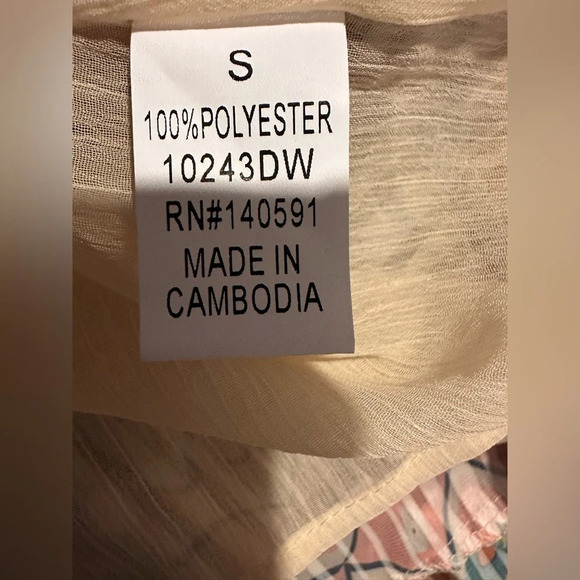 S
100%POLYESTER
10243DW
RN#140591
MADE IN
CAMBODIA